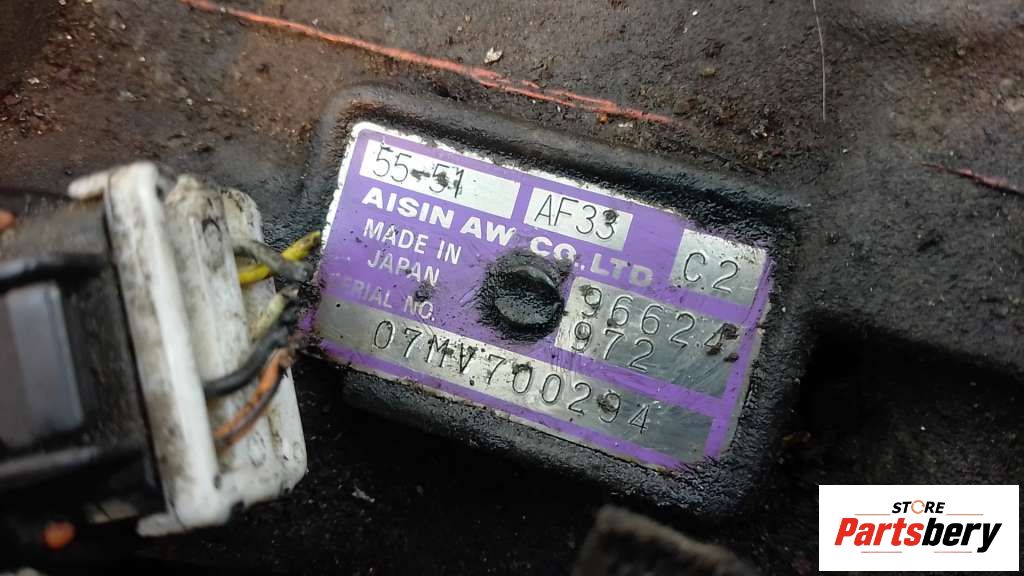 55-51 AF33 C2
AISIN AW CO., LTD.
MADE IN
JAPAN
SERIAL NO.
96624
972
07MV700294
STORE
Partsbery